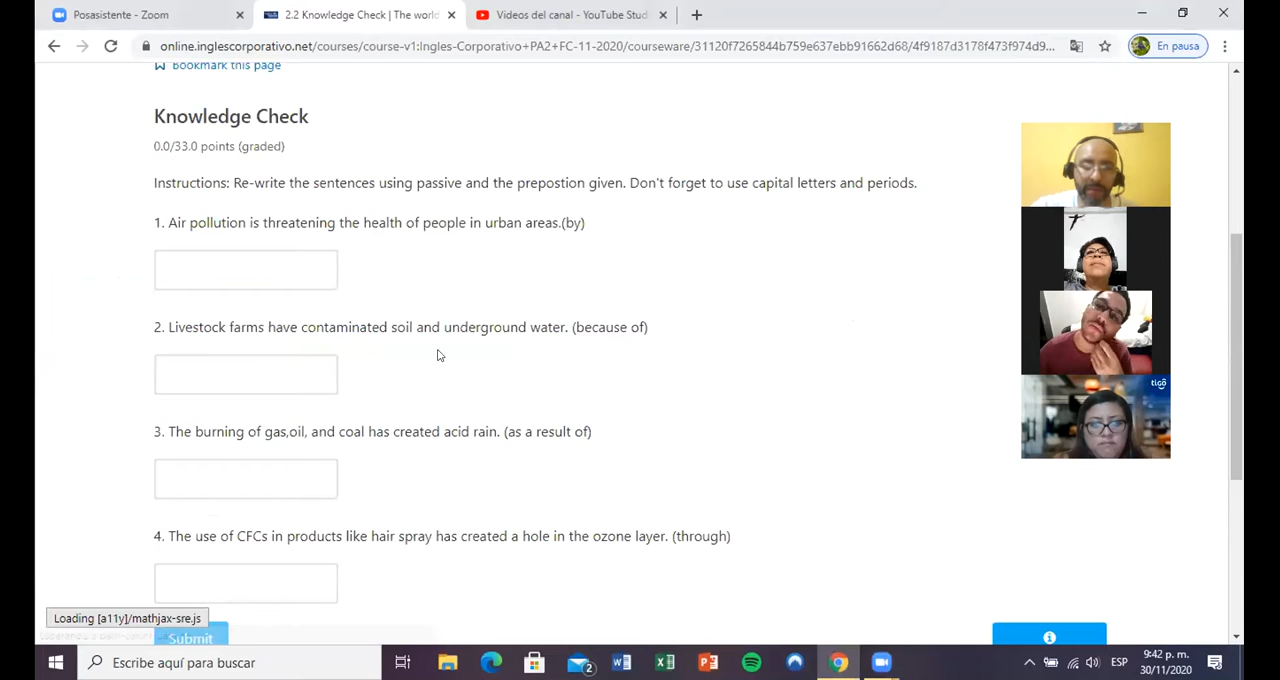 Posasistente - Zoom
2.2 Knowledge Check | The world
Videos del canal - YouTube Stud
online.inglescorporativo.net/courses/course-v1:Ingles-Corporativo+PA2+FC-11-2020/courseware/31120f7265844b759e637ebb91662d68/4f9187d3178f473f974d9...
En pausa
bookmark this page
Knowledge Check
0.0/33.0 points (graded)
Instructions: Re-write the sentences using passive and the prepostion given. Don't forget to use capital letters and periods.
1. Air pollution is threatening the health of people in urban areas.(by)
2. Livestock farms have contaminated soil and underground water. (because of)
tigo
3. The burning of gas,oil, and coal has created acid rain. (as a result of)
4. The use of CFCs in products like hair spray has created a hole in the ozone layer. (through)
Loading [a11y]/mathjax-sre.js
Submit
Escribe aquí para buscar
2
ESP
9:42 p. m.
30/11/2020